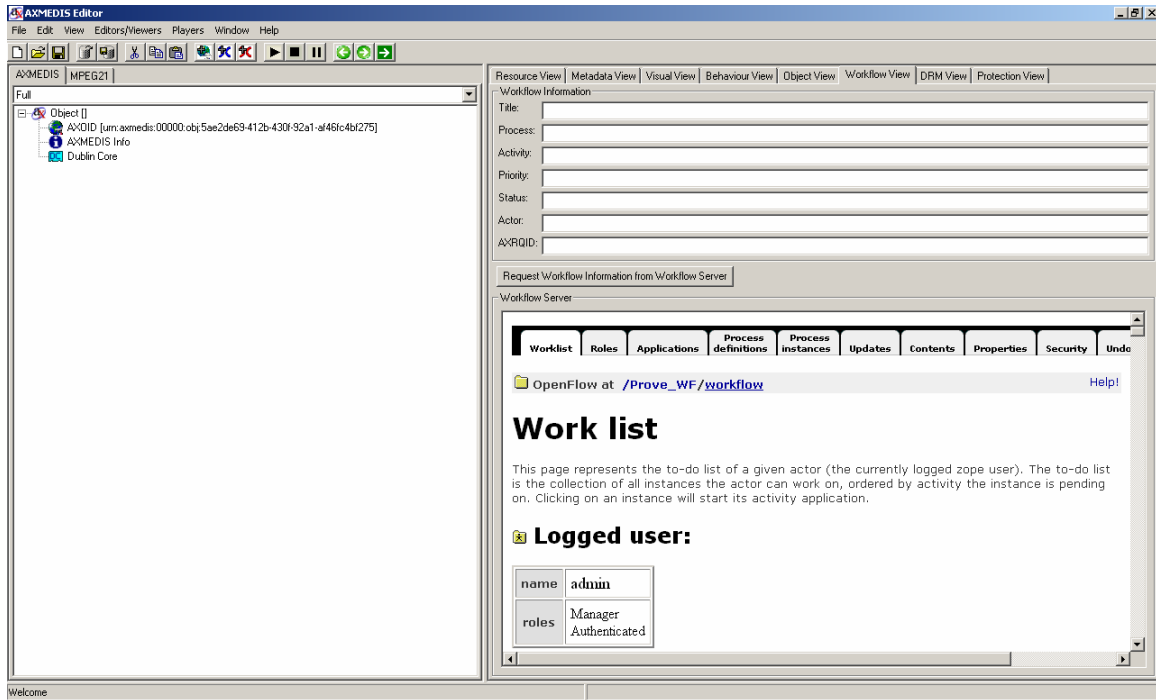 AXMEDIS Editor
File Edit View Editors/Viewers Players Window Help
AXMEDIS MPEG21
Full
Object []
AXOID [urn:axmedis:00000:obj:5ae2de69-412b-430f-92a1-af46fc4bf275]
AXMEDIS Info
Dublin Core
Resource View Metadata View Visual View Behaviour View Object View Workflow View DRM View Protection View
Workflow Information
Title:
Process:
Activity:
Priority:
Status:
Actor:
AXRQID:
Request Workflow Information from Workflow Server
Workflow Server
Worklist Roles Applications Process definitions Process instances Updates Contents Properties Security Undo
OpenFlow at /Prove_WF/workflow Help!
Work list
This page represents the to-do list of a given actor (the currently logged zope user). The to-do list
is the collection of all instances the actor can work on, ordered by activity the instance is pending
on. Clicking on an instance will start its activity application.
Logged user:
name admin
roles Manager
Authenticated
Welcome